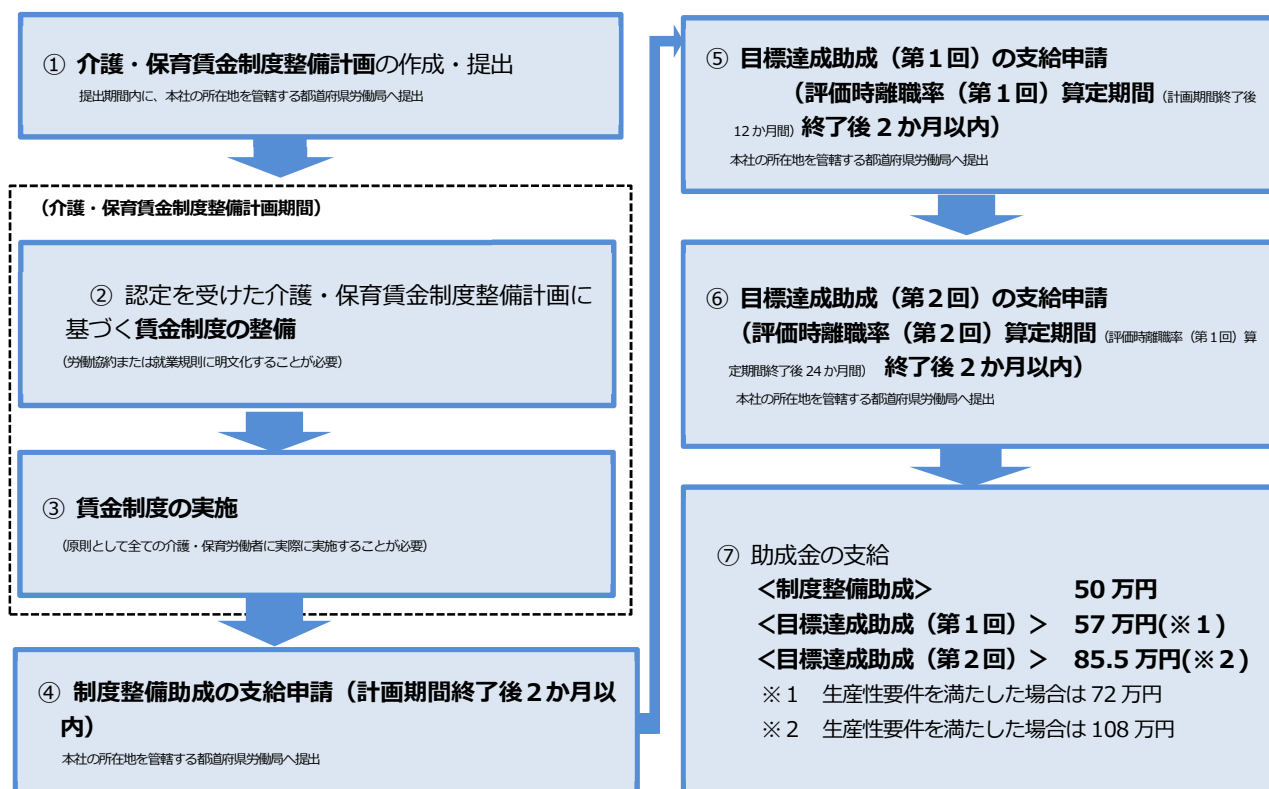 ① 介護・保育賃金制度整備計画の作成・提出
提出期間内に、本社の所在地を管轄する都道府県労働局へ提出
(介護・保育賃金制度整備計画期間)
② 認定を受けた介護・保育賃金制度整備計画に
基づく賃金制度の整備
(労働協約または就業規則に明文化することが必要)
③ 賃金制度の実施
(原則として全ての介護・保育労働者に実際に実施することが必要)
④ 制度整備助成の支給申請（計画期間終了後２か月以
内）
本社の所在地を管轄する都道府県労働局へ提出
⑤ 目標達成助成（第１回）の支給申請
（評価時離職率（第１回）算定期間(計画期間終了後
12か月間)終了後２か月以内）
本社の所在地を管轄する都道府県労働局へ提出
⑥ 目標達成助成（第２回）の支給申請
（評価時離職率（第２回）算定期間(評価時離職率（第1回）算
定期間終了後24か月間) 終了後２か月以内）
本社の所在地を管轄する都道府県労働局へ提出
⑦ 助成金の支給
＜制度整備助成＞ 50万円
＜目標達成助成（第１回）＞ 57万円(※１)
＜目標達成助成（第２回）＞ 85.5万円(※２)
※１ 生産性要件を満たした場合は72万円
※２ 生産性要件を満たした場合は108万円